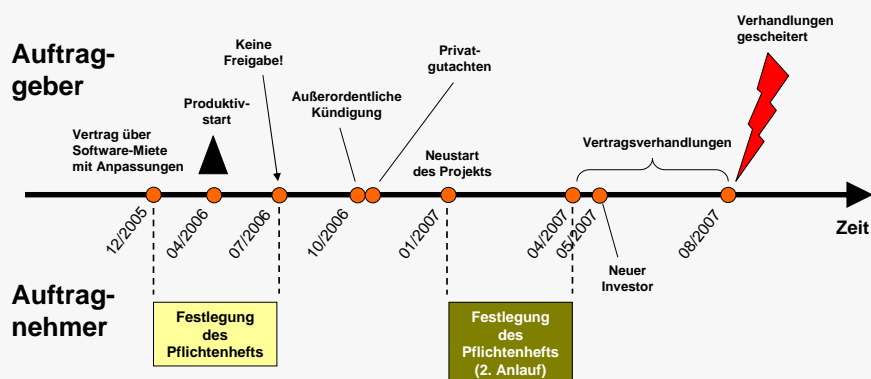 Auftrag-
geber
Vertrag über
Software-Miete
mit Anpassungen
Produktiv-
start
Keine
Freigabe!
Außerordentliche
Kündigung
Privat-
gutachten
Neustart
des Projekts
Vertragsverhandlungen
Verhandlungen
gescheitert
12/2005
04/2006
07/2006
10/2006
01/2007
04/2007
05/2007
08/2007
Zeit
Neuer
Investor
Auftrag-
nehmer
Festlegung
des
Pflichtenhefts
Festlegung
des
Pflichtenhefts
(2. Anlauf)